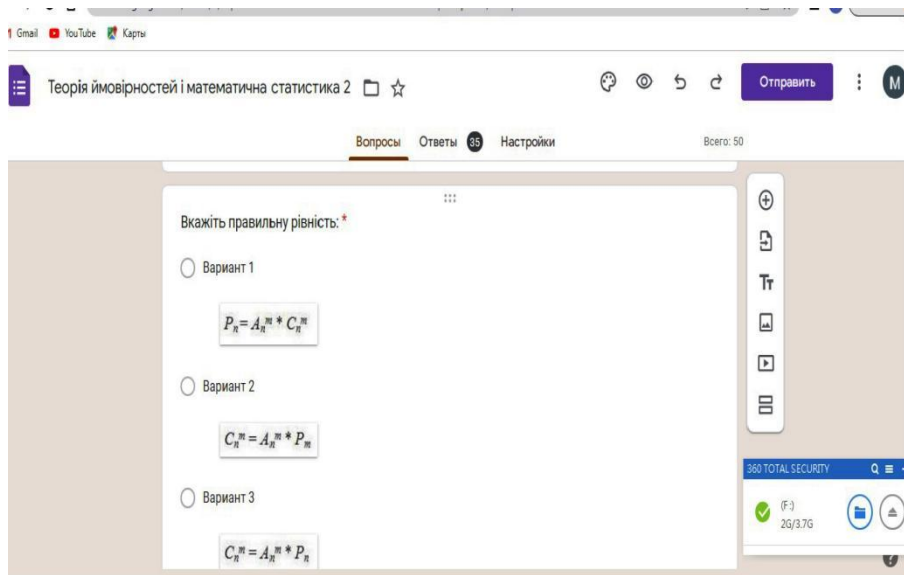 Gmail YouTube Карты
Теорія ймовірностей і математична статистика 2
Отправить
M
Вопросы Ответы 35 Настройки
Всего: 50
Вкажіть правильну рівність: *
Вариант 1
Pₙ = Aₙᵐ * Cₙᵐ
Вариант 2
Cₙᵐ = Aₙᵐ * Pₘ
Вариант 3
Cₙᵐ = Aₙᵐ * Pₙ
Тт
360 TOTAL SECURITY
(F:)
2G/3.7G